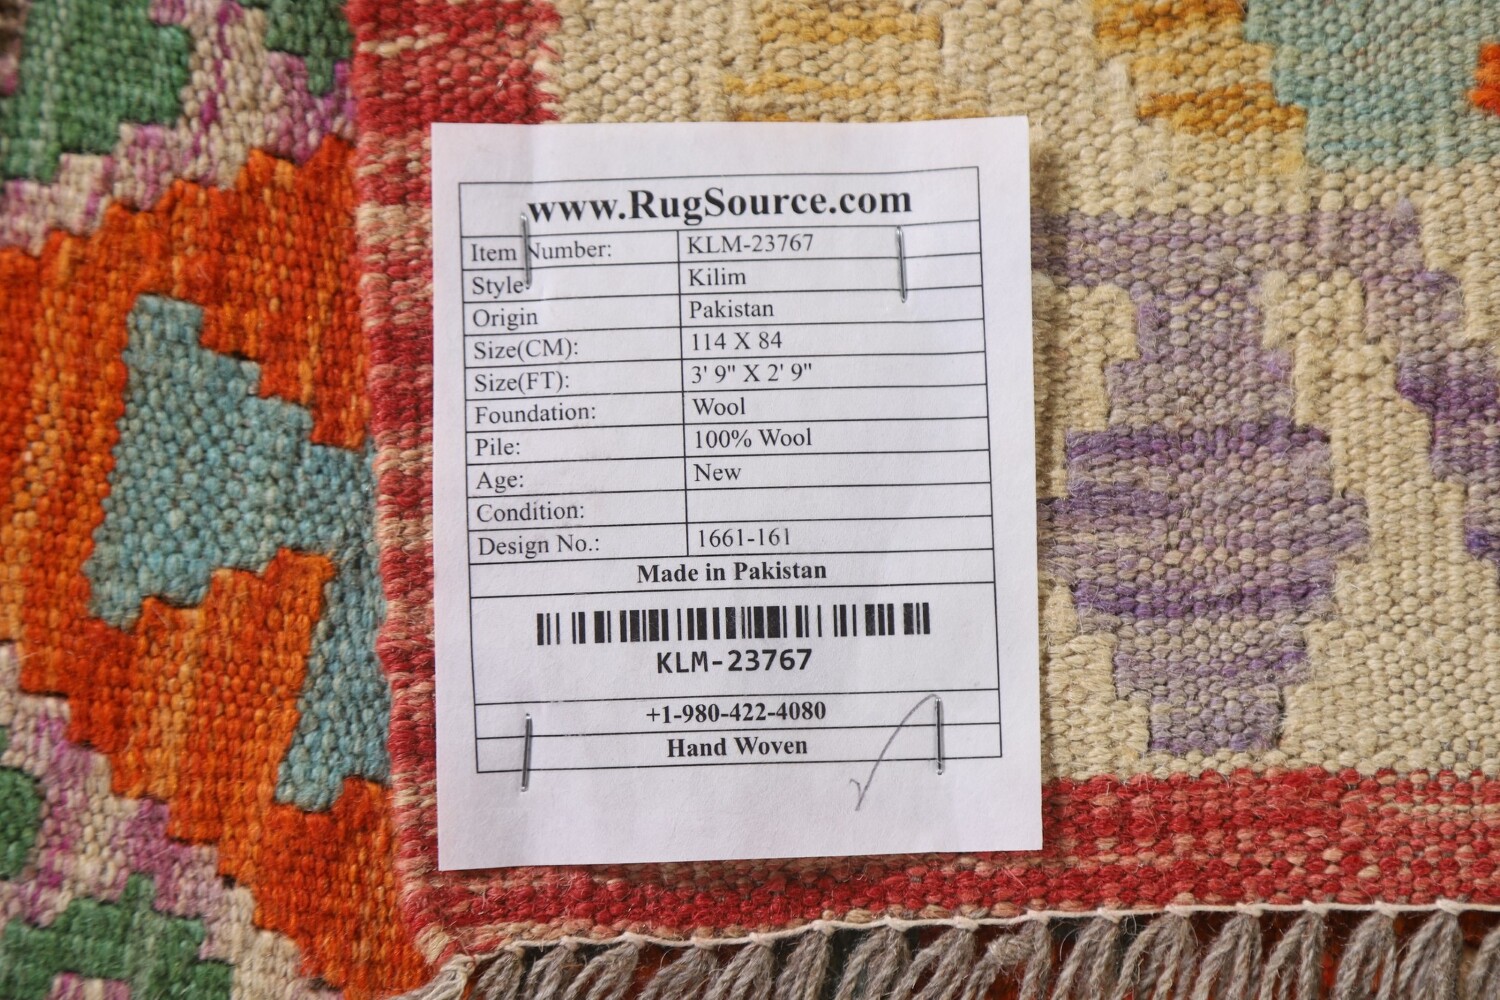 www.RugSource.com
Item Number: KLM-23767
Style: Kilim
Origin Pakistan
Size(CM): 114 X 84
Size(FT): 3' 9" X 2' 9"
Foundation: Wool
Pile: 100% Wool
Age: New
Condition:
Design No.: 1661-161
Made in Pakistan
KLM-23767
+1-980-422-4080
Hand Woven